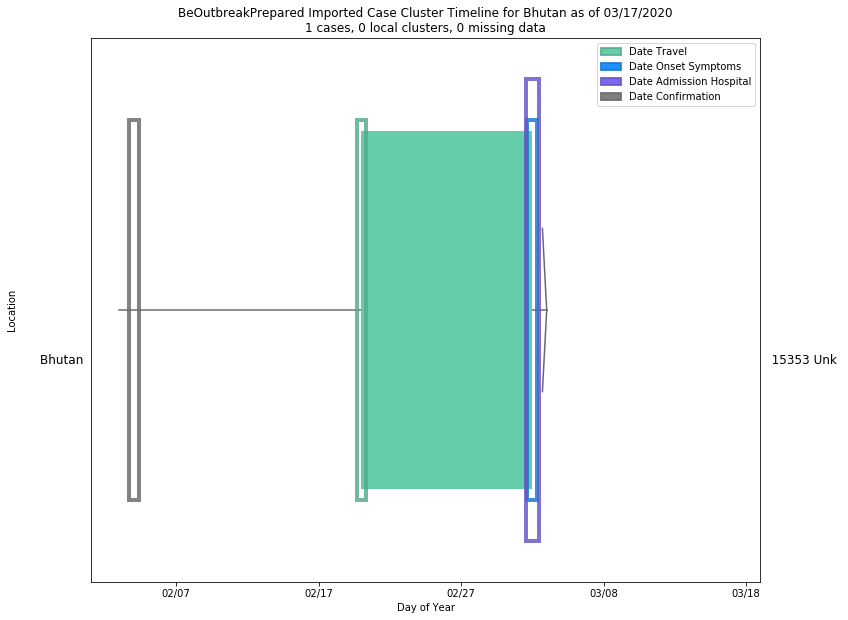 BeOutbreakPrepared Imported Case Cluster Timeline for Bhutan as of 03/17/2020
1 cases, 0 local clusters, 0 missing data
Date Travel
Date Onset Symptoms
Date Admission Hospital
Date Confirmation
Location
Bhutan
15353 Unk
02/07
02/17
02/27
03/08
03/18
Day of Year